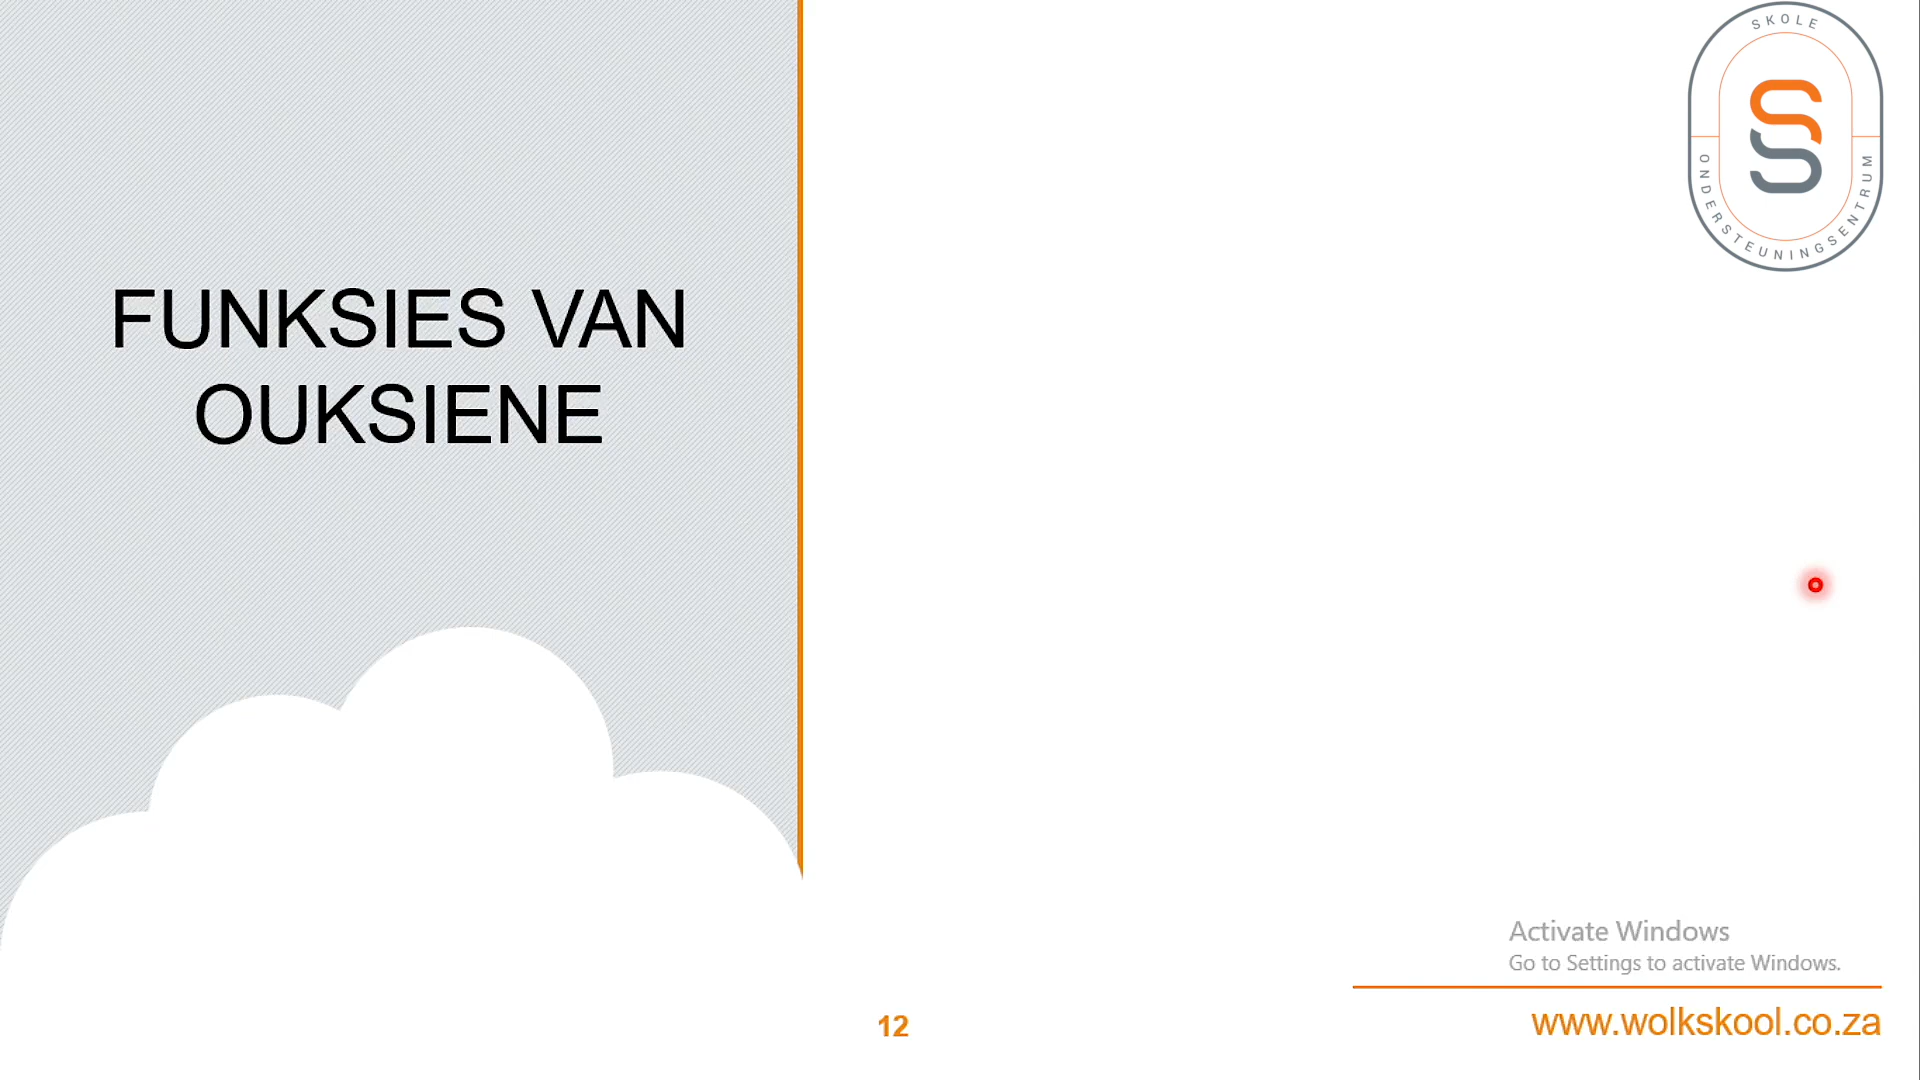 SKOLE
ONDERSTEUNINGSENTRUM
FUNKSIES VAN
OUKSIENE
Activate Windows
Go to Settings to activate Windows.
12
www.wolkskool.co.za